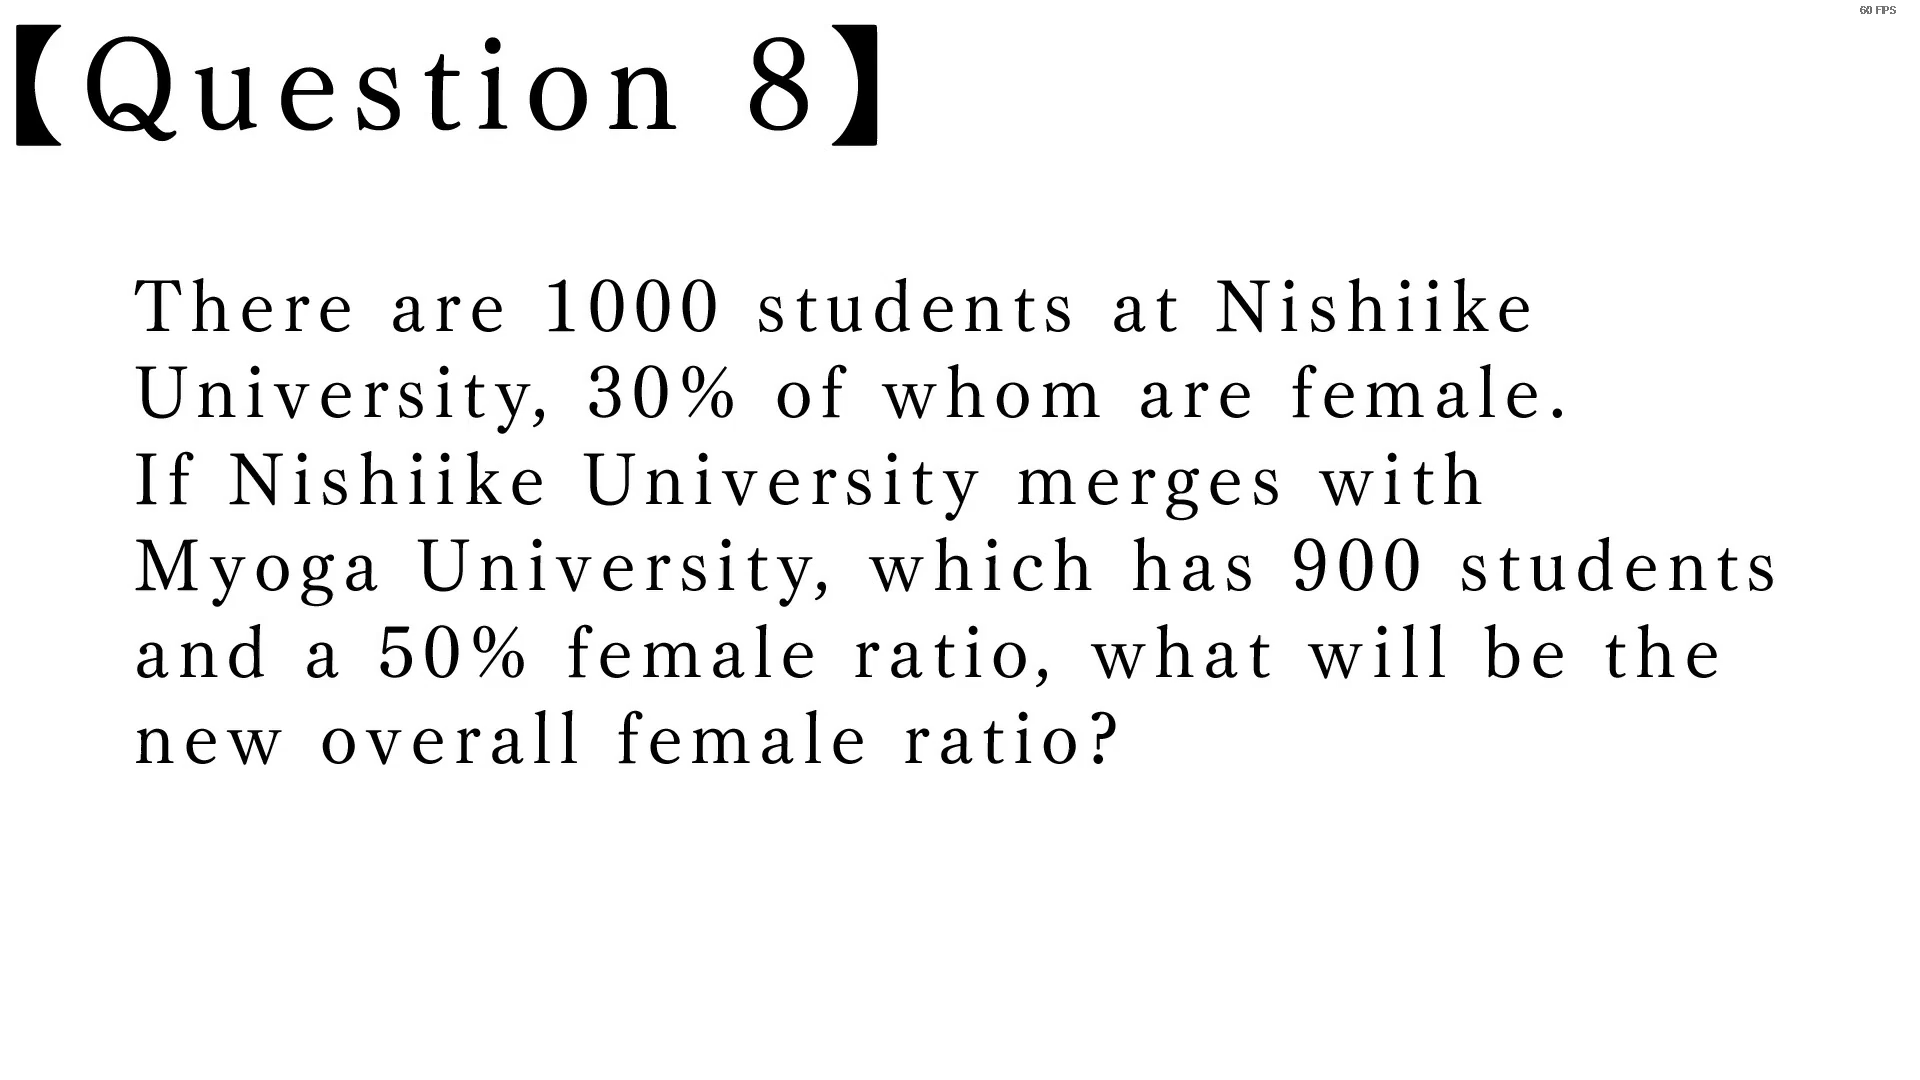 60 FPS
【Question 8】
There are 1000 students at Nishiike
University, 30% of whom are female.
If Nishiike University merges with
Myoga University, which has 900 students
and a 50% female ratio, what will be the
new overall female ratio?